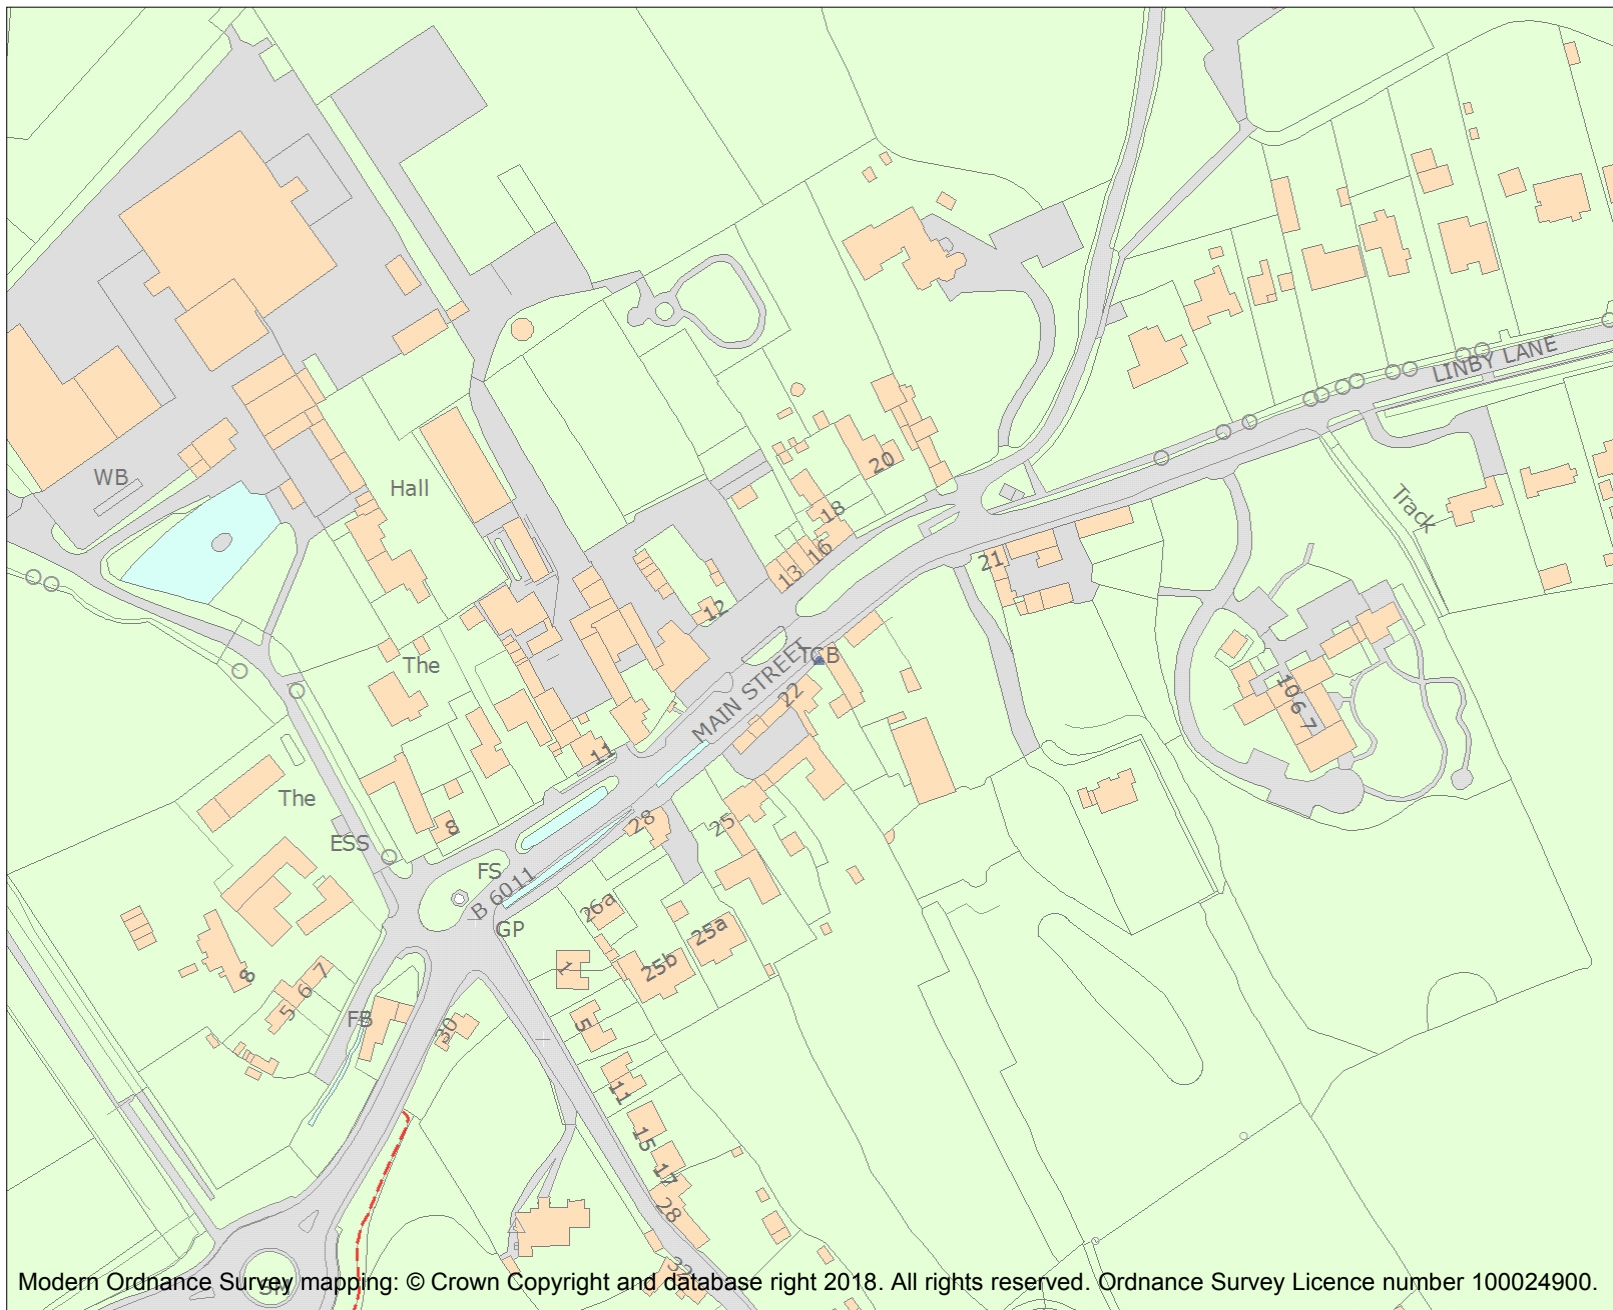 LINBY LANE
WB
Hall
20
Track
18
16
13
21
12
The
TCB
22
MAIN STREET
106-7
11
The
8
28
25
ESS
FS
B 6011
26a
GP
25a
25b
1
8
7
6
5
FB
30
5
11
15
17
28
32
Modern Ordnance Survey mapping: © Crown Copyright and database right 2018. All rights reserved. Ordnance Survey Licence number 100024900.